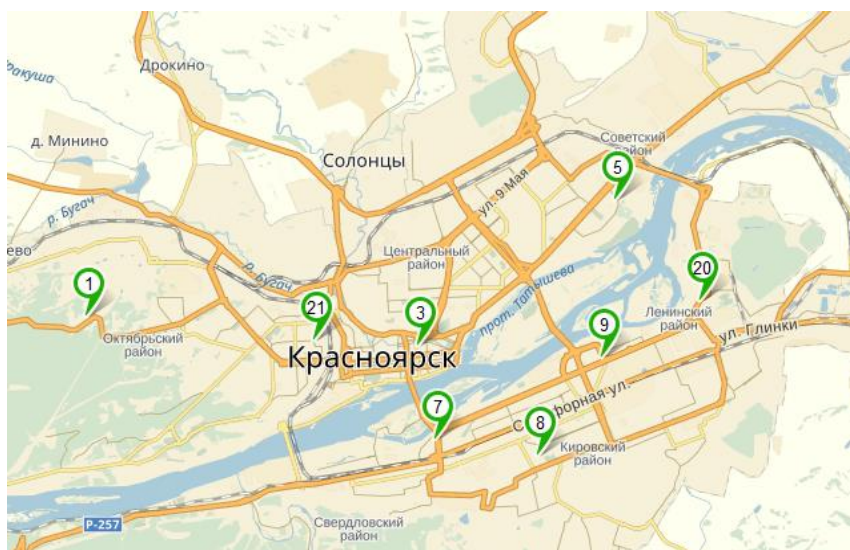 Дрокино
д. Минино
Солонцы
Советский
район
5
ул. 9 Мая
р. Бугач
Центральный
район
р. Бугач
ево
1
21
3
прот. Татышева
20
Ленинский
район
9
ул. Глинки
Октябрьский
район
Красноярск
7
8
Кировский
район
Р-257
Свердловский
район